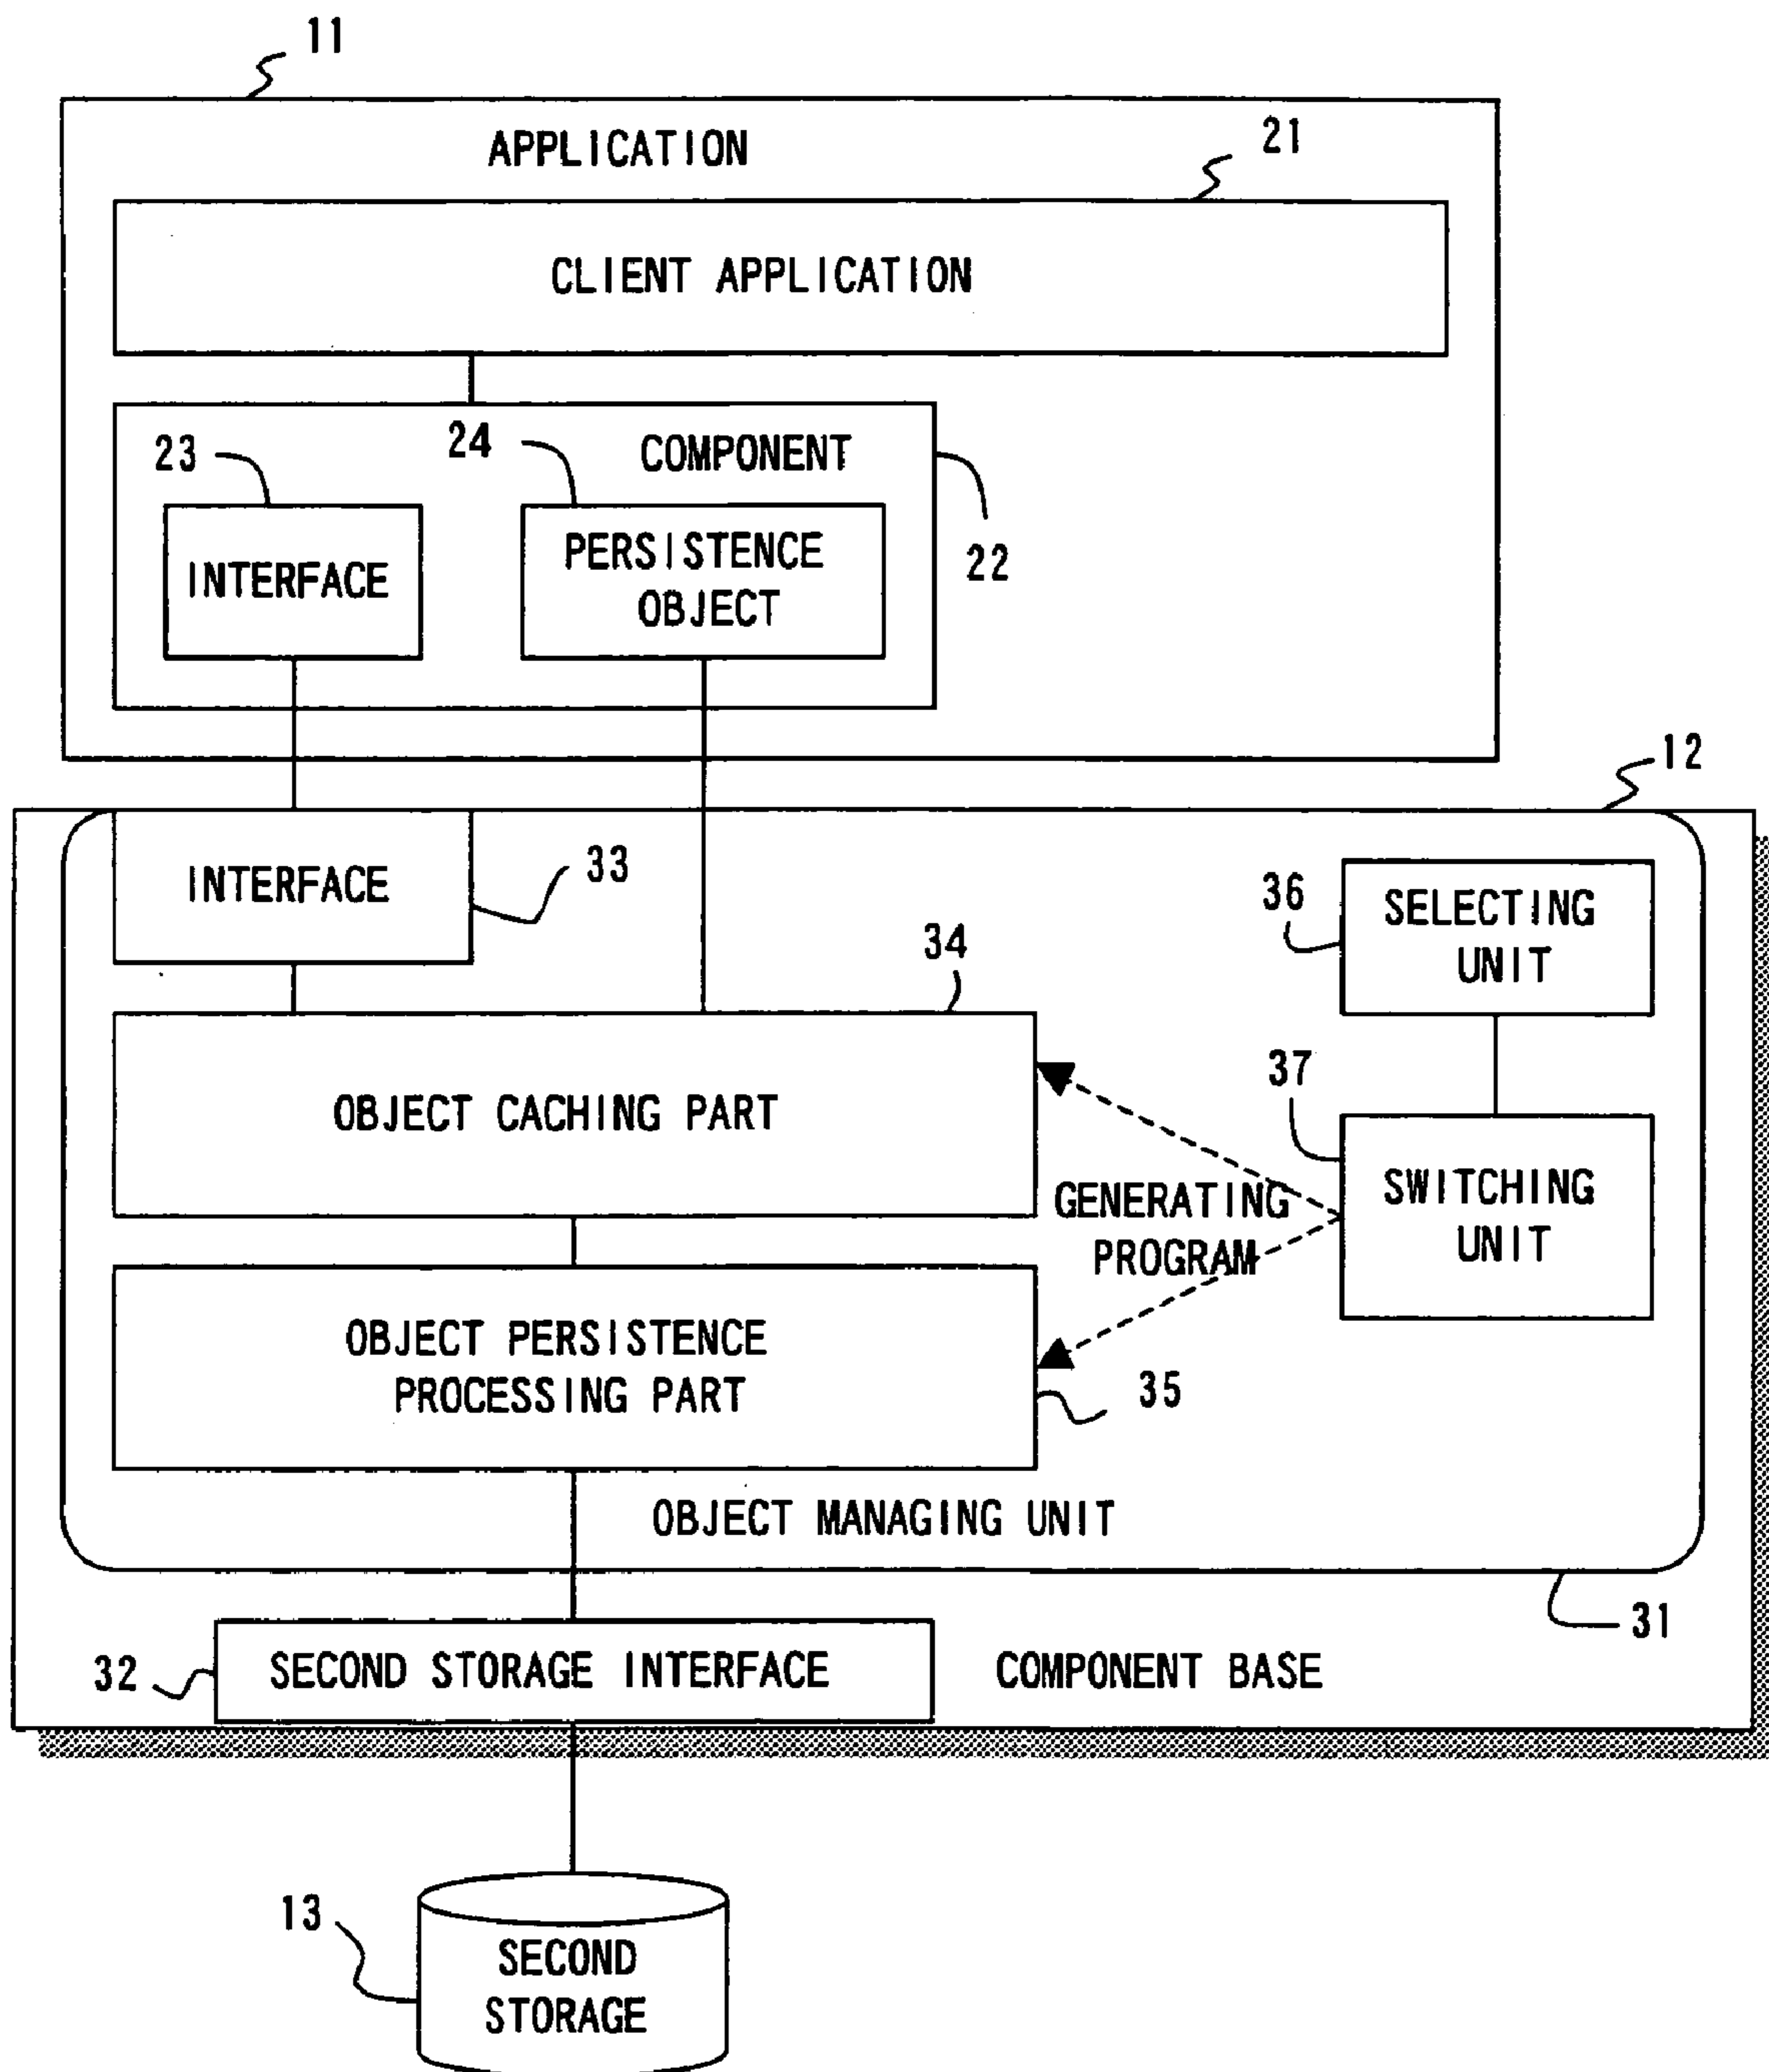 11
APPLICATION
21
CLIENT APPLICATION
23
24
COMPONENT
22
INTERFACE
PERSISTENCE
OBJECT
12
INTERFACE
33
36
SELECTING
UNIT
34
OBJECT CACHING PART
37
SWITCHING
UNIT
GENERATING
PROGRAM
OBJECT PERSISTENCE
PROCESSING PART
35
OBJECT MANAGING UNIT
31
32
SECOND STORAGE INTERFACE
COMPONENT BASE
13
SECOND
STORAGE